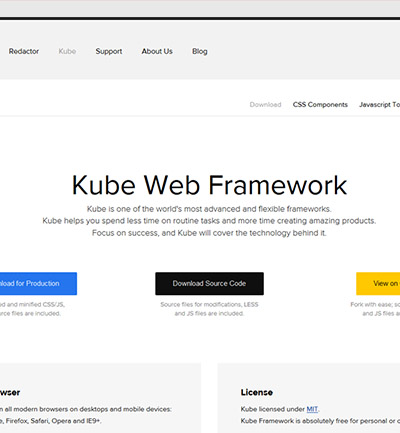 Redactor Kube Support About Us Blog
Download CSS Components Javascript To
Kube Web Framework
Kube is one of the world's most advanced and flexible frameworks.
Kube helps you spend less time on routine tasks and more time creating amazing products.
Focus on success, and Kube will cover the technology behind it.
for Production Download Source Code View on
and minified CSS/JS, Source files for modifications, LESS Fork with ease;
files are included. and JS files are included. and JS files
License
all modern browsers on desktops and mobile devices: Kube licensed under MIT.
Firefox, Safari, Opera and IE9+. Kube Framework is absolutely free for personal or